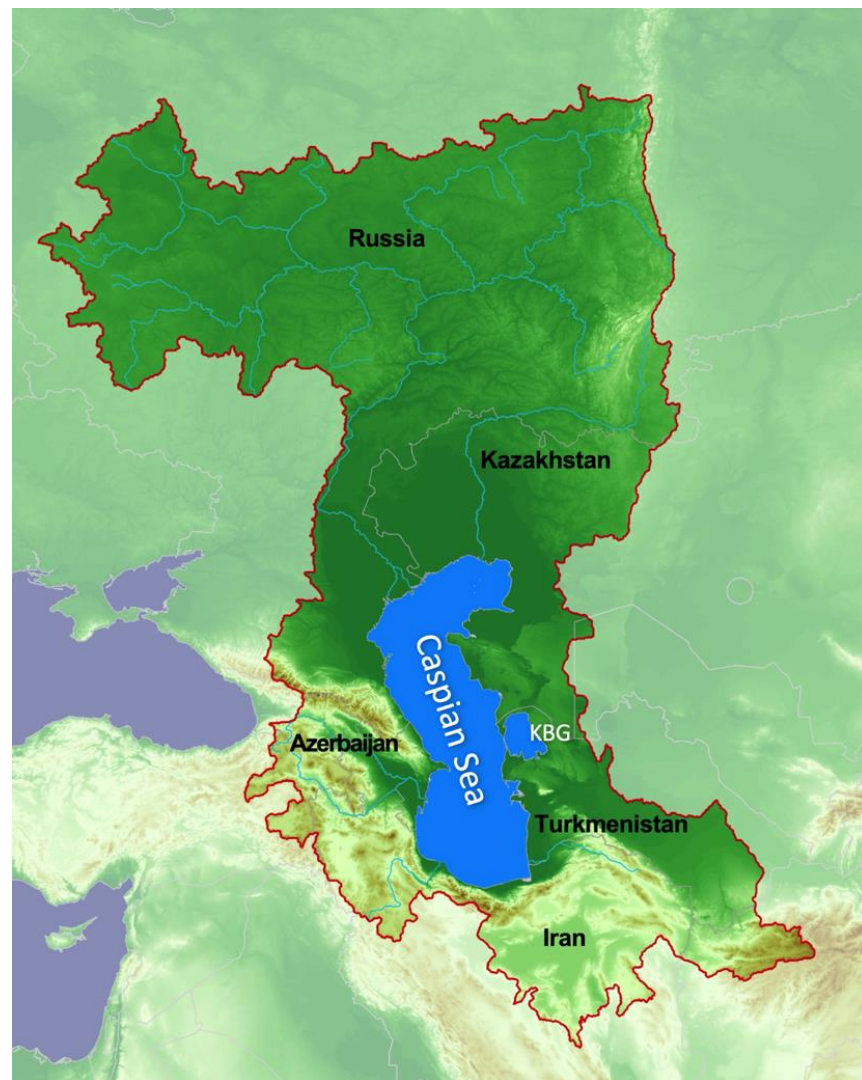 Russia
Kazakhstan
Caspian Sea
KBG
Azerbaijan
Turkmenistan
Iran